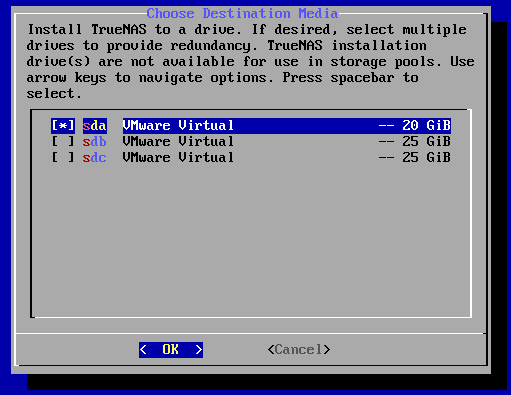 Choose Destination Media
Install TrueNAS to a drive. If desired, select multiple
drives to provide redundancy. TrueNAS installation
drive(s) are not available for use in storage pools. Use
arrow keys to navigate options. Press spacebar to
select.
[*] sda VMware Virtual -- 20 GiB
[ ] sdb VMware Virtual -- 25 GiB
[ ] sdc VMware Virtual -- 25 GiB
< OK > <Cancel>